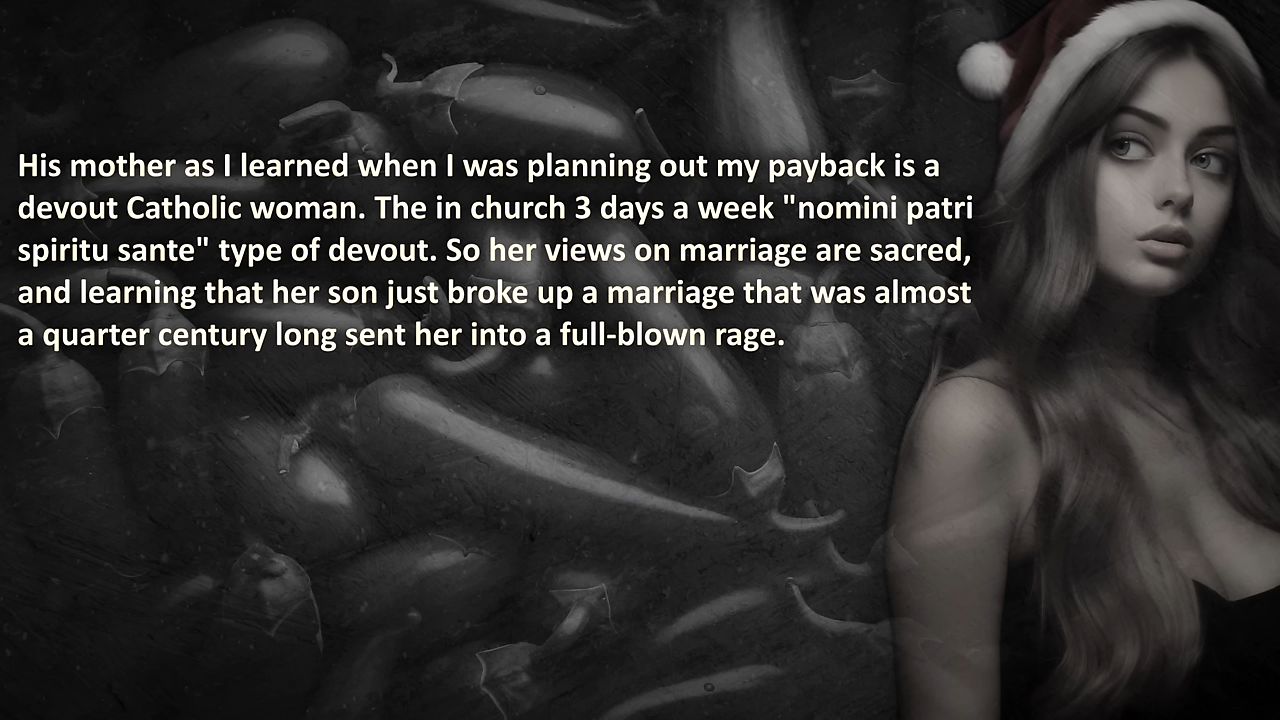 His mother as I learned when I was planning out my payback is a
devout Catholic woman. The in church 3 days a week "nomini patri
spiritu sante" type of devout. So her views on marriage are sacred,
and learning that her son just broke up a marriage that was almost
a quarter century long sent her into a full-blown rage.